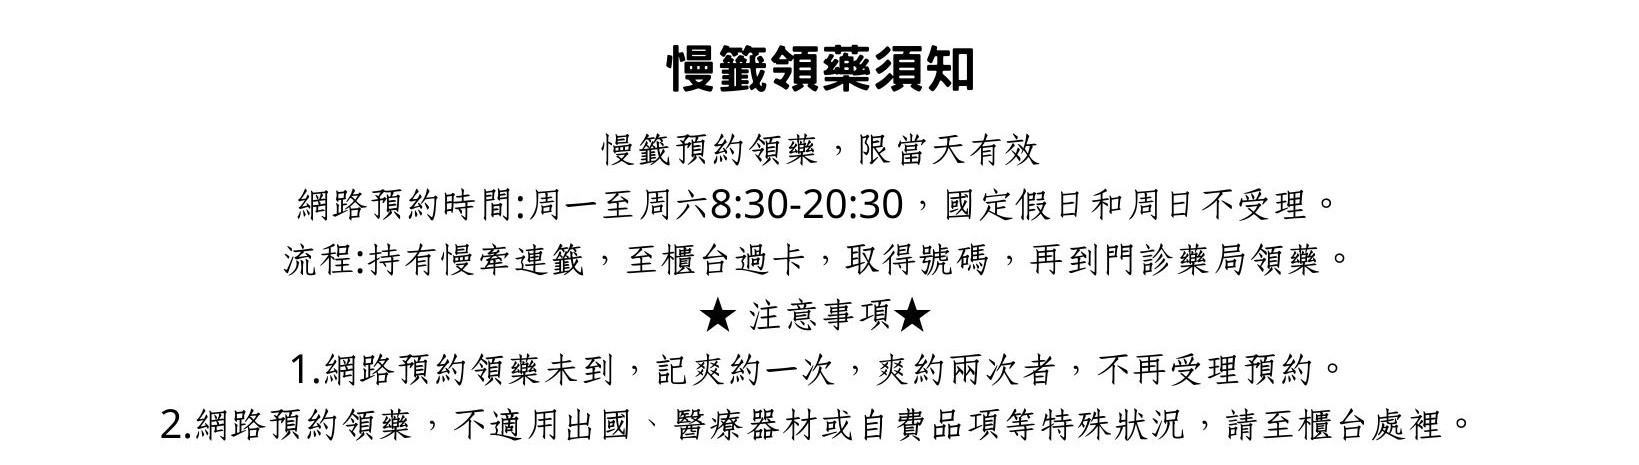 慢籤領藥須知
慢籤預約領藥，限當天有效
網路預約時間:周一至周六8:30-20:30，國定假日和周日不受理。
流程:持有慢牽連籤，至櫃台過卡，取得號碼，再到門診藥局領藥。
★ 注意事項★
1.網路預約領藥未到，記爽約一次，爽約兩次者，不再受理預約。
2.網路預約領藥，不適用出國、醫療器材或自費品項等特殊狀況，請至櫃台處裡。